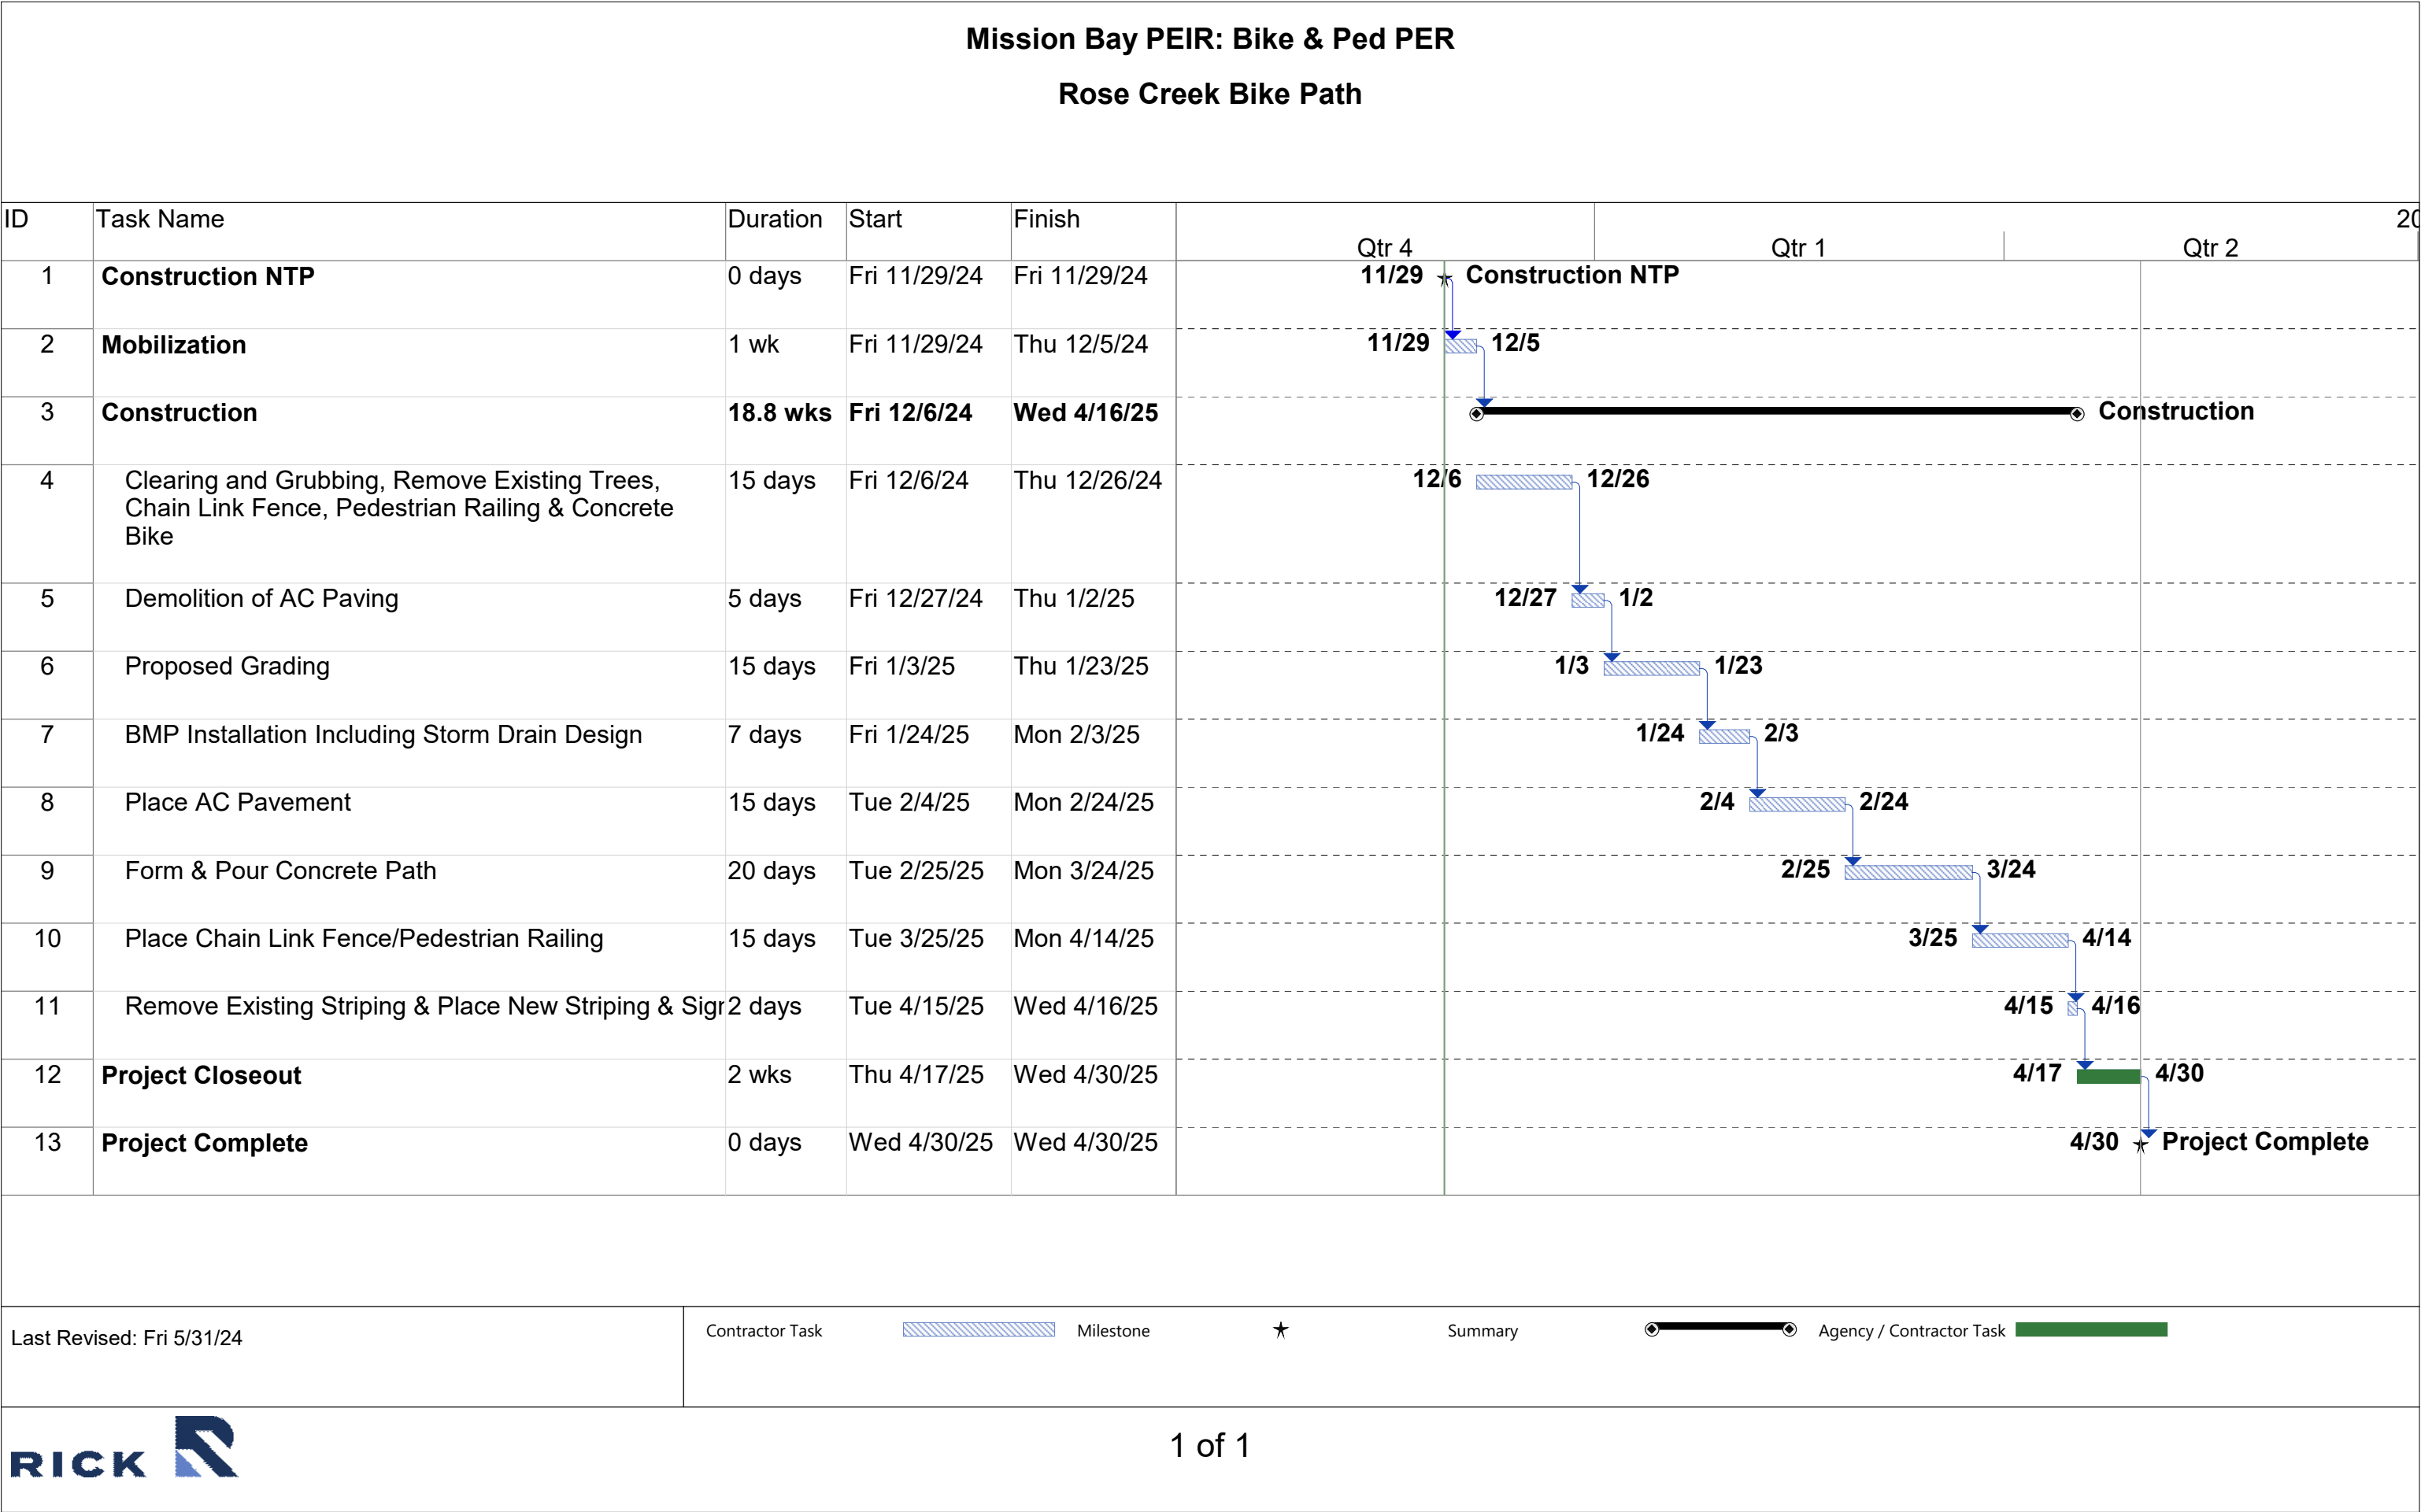 Mission Bay PEIR: Bike & Ped PER
Rose Creek Bike Path
ID Task Name Duration Start Finish
20
Qtr 4 Qtr 1 Qtr 2
1 Construction NTP 0 days Fri 11/29/24 Fri 11/29/24 11/29 Construction NTP
2 Mobilization 1 wk Fri 11/29/24 Thu 12/5/24 11/29 12/5
3 Construction 18.8 wks Fri 12/6/24 Wed 4/16/25 Construction
4 Clearing and Grubbing, Remove Existing Trees, 15 days Fri 12/6/24 Thu 12/26/24 12/6 12/26
Chain Link Fence, Pedestrian Railing & Concrete
Bike
5 Demolition of AC Paving 5 days Fri 12/27/24 Thu 1/2/25 12/27 1/2
6 Proposed Grading 15 days Fri 1/3/25 Thu 1/23/25 1/3 1/23
7 BMP Installation Including Storm Drain Design 7 days Fri 1/24/25 Mon 2/3/25 1/24 2/3
8 Place AC Pavement 15 days Tue 2/4/25 Mon 2/24/25 2/4 2/24
9 Form & Pour Concrete Path 20 days Tue 2/25/25 Mon 3/24/25 2/25 3/24
10 Place Chain Link Fence/Pedestrian Railing 15 days Tue 3/25/25 Mon 4/14/25 3/25 4/14
11 Remove Existing Striping & Place New Striping & Sign 2 days Tue 4/15/25 Wed 4/16/25 4/15 4/16
12 Project Closeout 2 wks Thu 4/17/25 Wed 4/30/25 4/17 4/30
13 Project Complete 0 days Wed 4/30/25 Wed 4/30/25 4/30 Project Complete
Last Revised: Fri 5/31/24
Contractor Task Milestone Summary Agency / Contractor Task
RICK
1 of 1